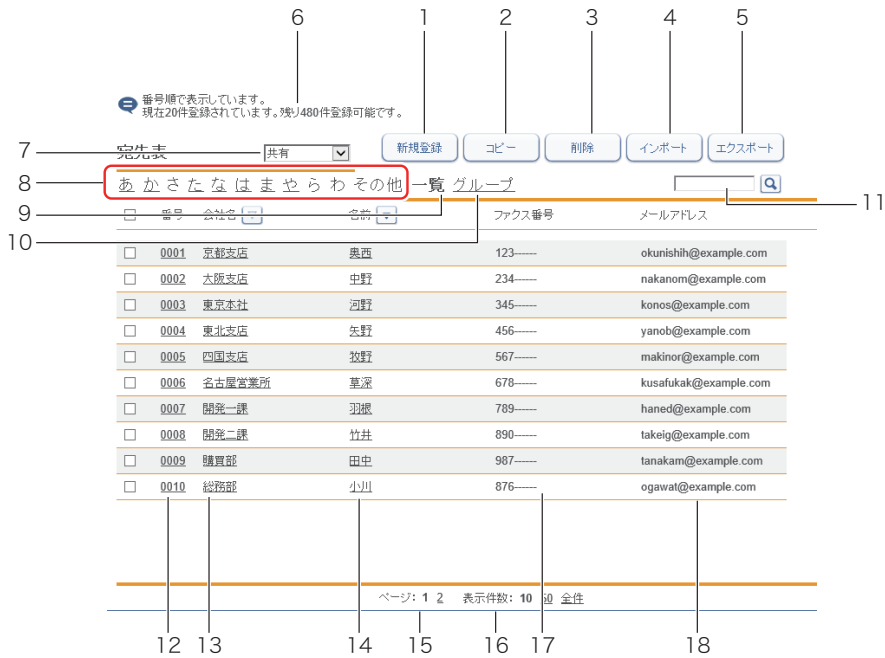 6 1 2 3 4 5
番号順で表示しています。
現在20件登録されています。残り480件登録可能です。
7 宛先表 共有 新規登録 コピー 削除 インポート エクスポート
8 あ か さ た な は ま や ら わ その他 一覧 グループ
9 番号 会社名 名前 ファクス番号 メールアドレス 11
10
0001 京都支店 奥西 123------ okunishih@example.com
0002 大阪支店 中野 234------ nakanom@example.com
0003 東京本社 河野 345------ konos@example.com
0004 東北支店 矢野 456------ yanob@example.com
0005 四国支店 牧野 567------ makinor@example.com
0006 名古屋営業所 草深 678------ kusafukak@example.com
0007 開発一課 羽根 789------ haned@example.com
0008 開発二課 竹井 890------ takeig@example.com
0009 購買部 田中 987------ tanakam@example.com
0010 総務部 小川 876------ ogawat@example.com
ページ: 1 2 表示件数: 10 50 全件
12 13 14 15 16 17 18